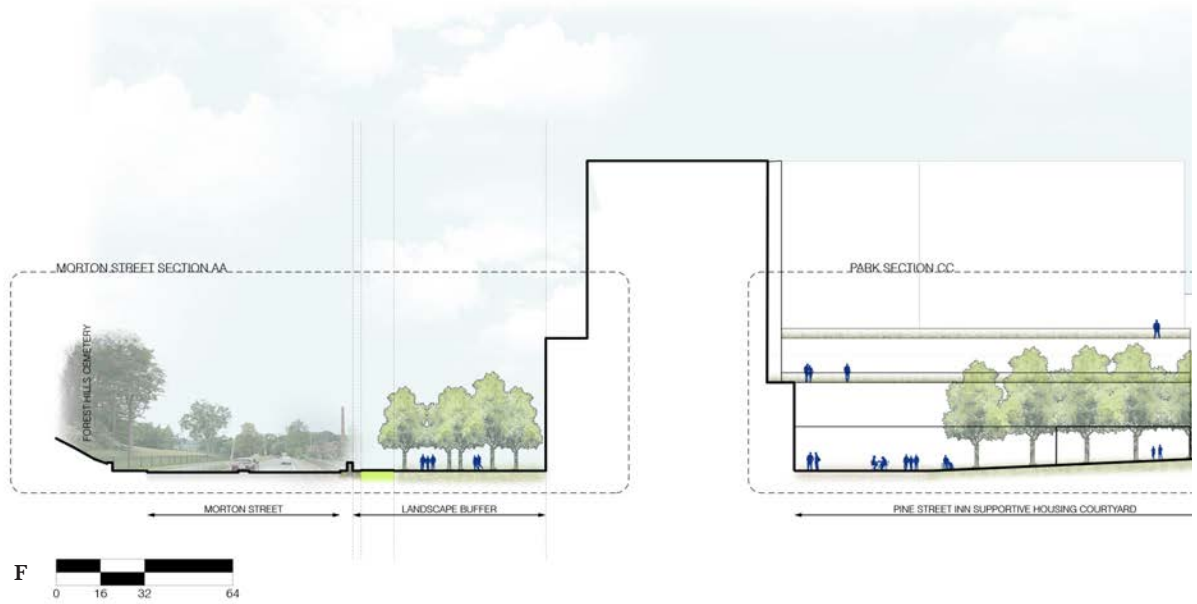 MORTON STREET SECTION AA
PARK SECTION CC
FOREST HILLS CEMETERY
MORTON STREET
LANDSCAPE BUFFER
PINE STREET INN SUPPORTIVE HOUSING COURTYARD
F
0 16 32 64